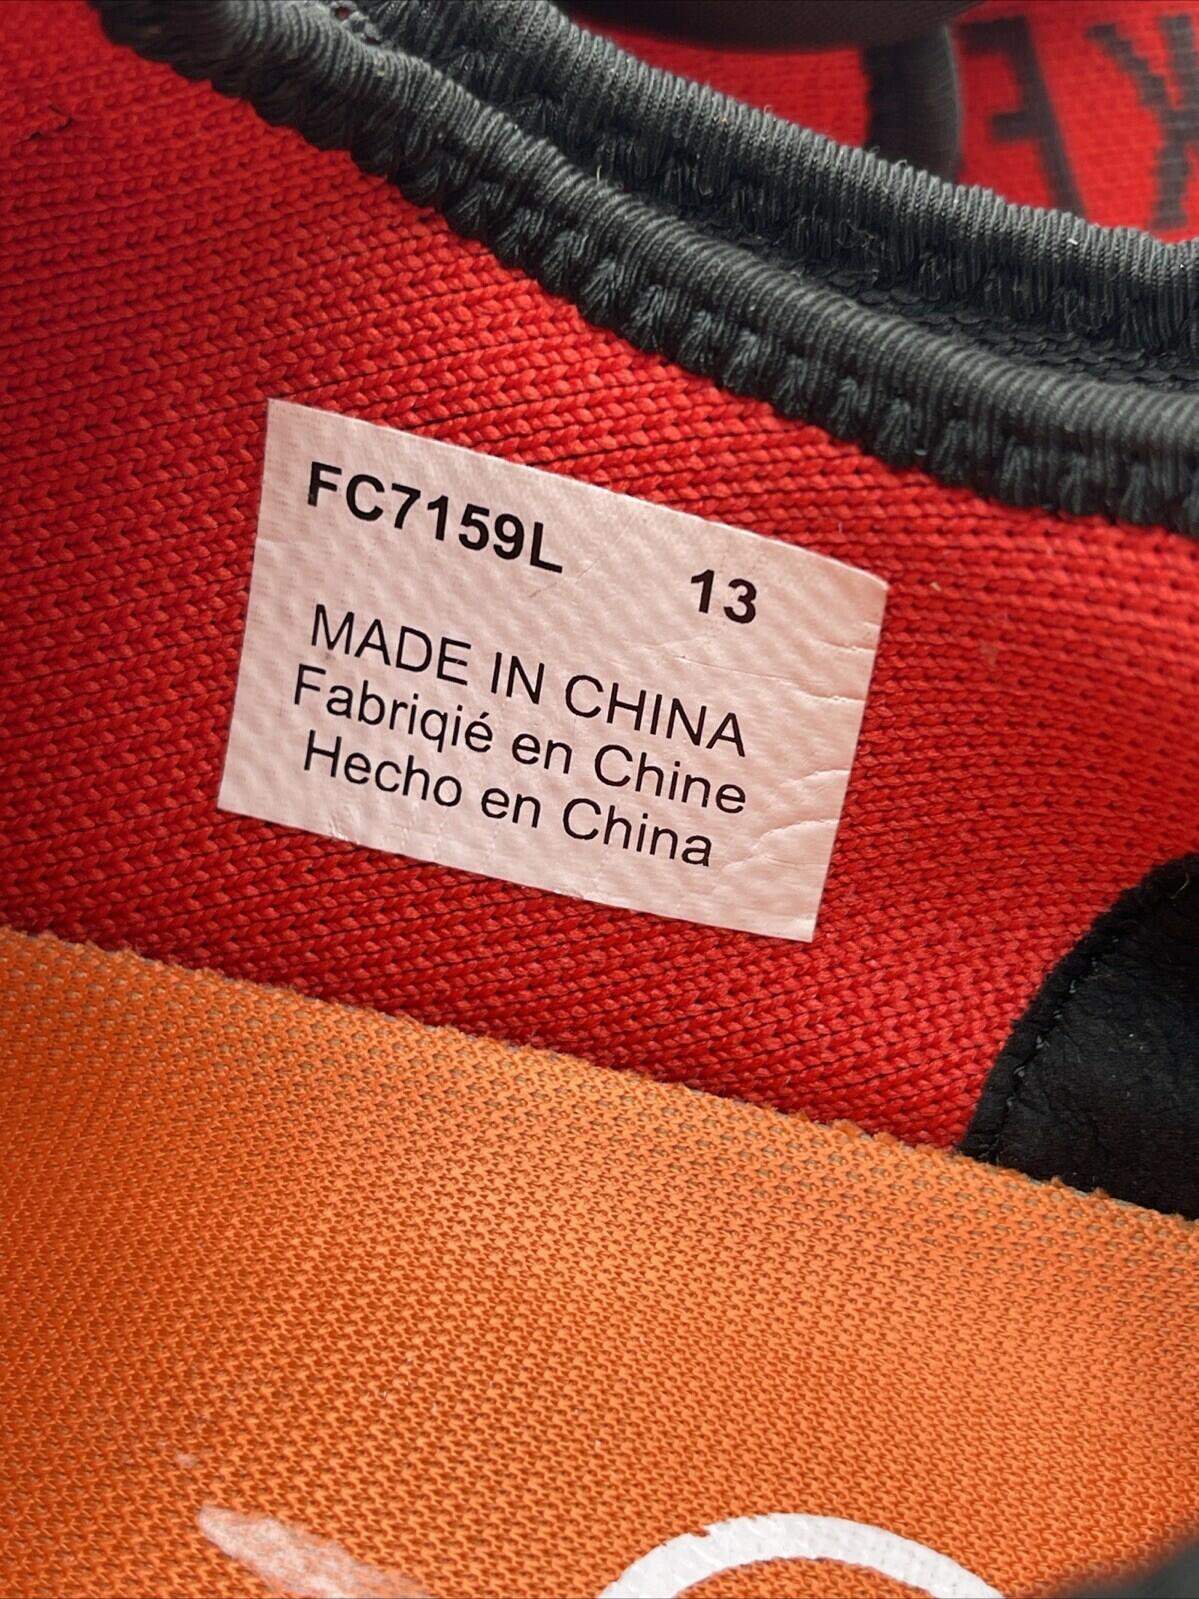 FC7159L 13
MADE IN CHINA
Fabriqié en Chine
Hecho en China